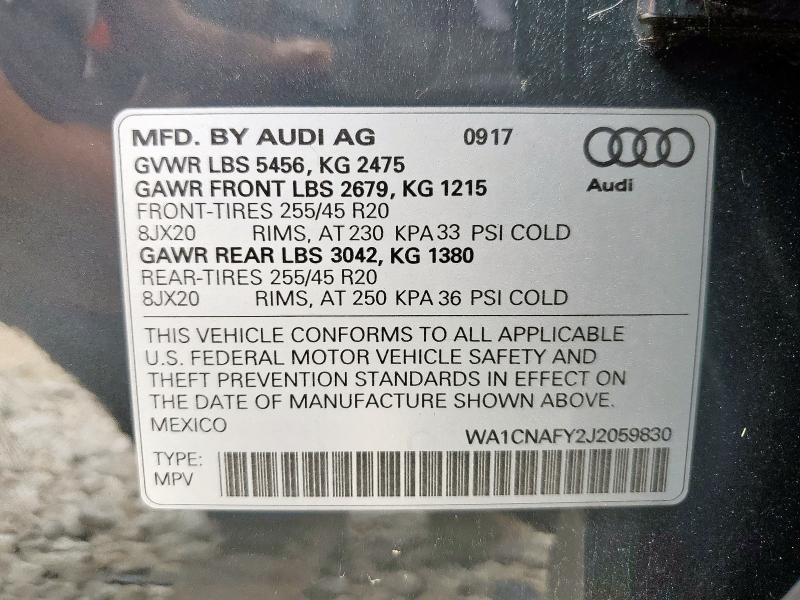 MFD. BY AUDI AG 0917
GVWR LBS 5456, KG 2475
GAWR FRONT LBS 2679, KG 1215
Audi
FRONT-TIRES 255/45 R20
8JX20 RIMS, AT 230 KPA 33 PSI COLD
GAWR REAR LBS 3042, KG 1380
REAR-TIRES 255/45 R20
8JX20 RIMS, AT 250 KPA 36 PSI COLD
THIS VEHICLE CONFORMS TO ALL APPLICABLE
U.S. FEDERAL MOTOR VEHICLE SAFETY AND
THEFT PREVENTION STANDARDS IN EFFECT ON
THE DATE OF MANUFACTURE SHOWN ABOVE.
MEXICO
WA1CNAFY2J2059830
TYPE:
MPV